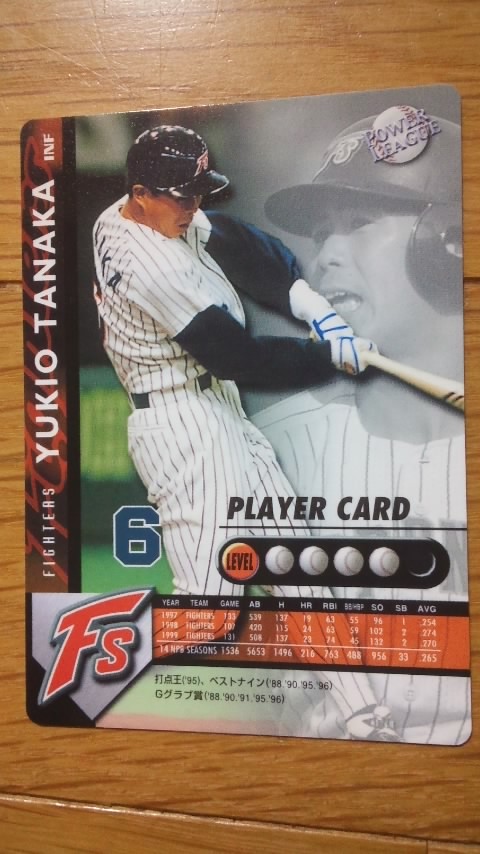 POWER
LEAGUE
FIGHTERS YUKIO TANAKA INF
6
PLAYER CARD
LEVEL
Fs
YEAR TEAM GAME AB H HR RBI BB/HBP SO SB AVG
1997 FIGHTERS 133 539 137 19 63 55 96 1 .254
1998 FIGHTERS 107 420 115 24 63 59 102 2 .274
1999 FIGHTERS 131 508 137 23 74 45 132 2 .270
14 NPB SEASONS 1536 5653 1496 216 763 488 956 33 .265
打点王('95)、ベストナイン('88.'90.'95.'96)
Gグラブ賞('88.'90.'91.'95.'96)